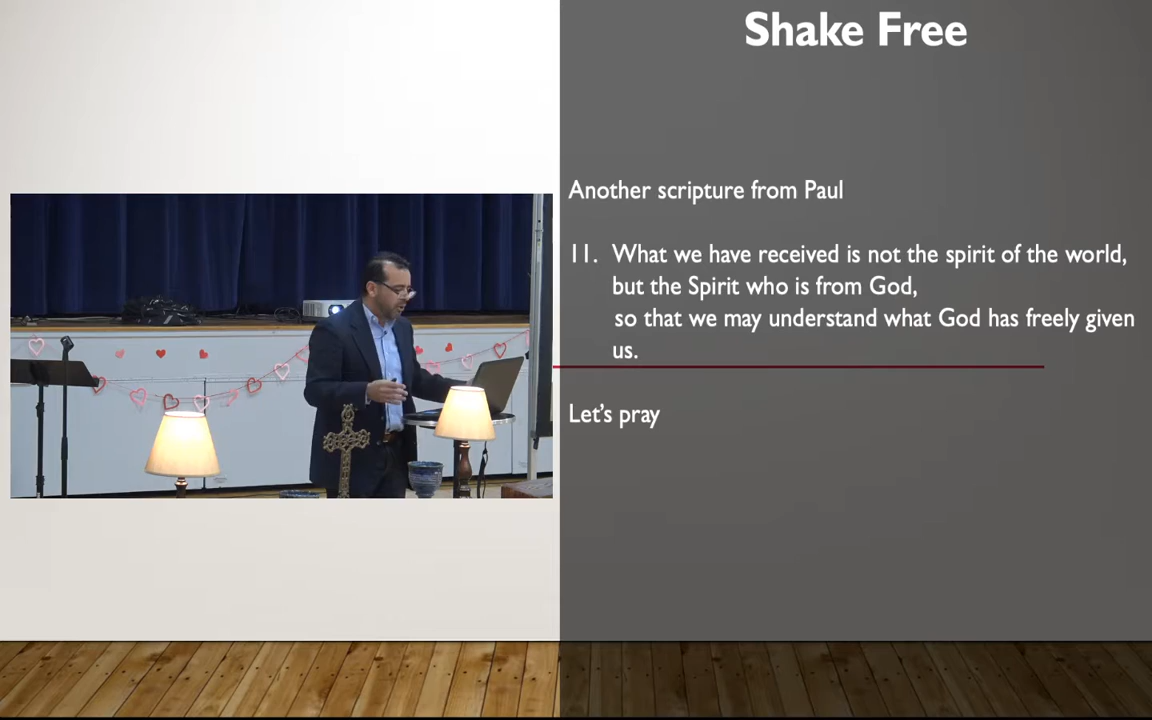 Shake Free
Another scripture from Paul
11. What we have received is not the spirit of the world,
but the Spirit who is from God,
so that we may understand what God has freely given
us.
Let's pray